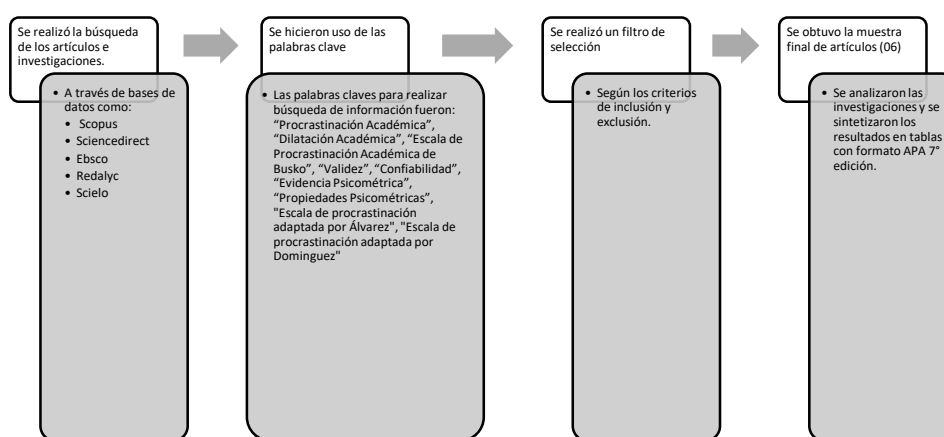 Se realizó la búsqueda
de los artículos e
investigaciones.
• A través de bases de
datos como:
• Scopus
• Sciencedirect
• Ebsco
• Redalyc
• Scielo
Se hicieron uso de las
palabras clave
• Las palabras claves para realizar
búsqueda de información fueron:
“Procrastinación Académica”,
“Dilatación Académica”, “Escala de
Procrastinación Académica de
Busko”, “Validez”, “Confiabilidad”,
“Evidencia Psicométrica”,
“Propiedades Psicométricas”,
"Escala de procrastinación
adaptada por Álvarez", "Escala de
procrastinación adaptada por
Dominguez"
Se realizó un filtro de
selección
• Según los criterios
de inclusión y
exclusión.
Se obtuvo la muestra
final de artículos (06)
• Se analizaron las
investigaciones y se
sintetizaron los
resultados en tablas
con formato APA 7°
edición.